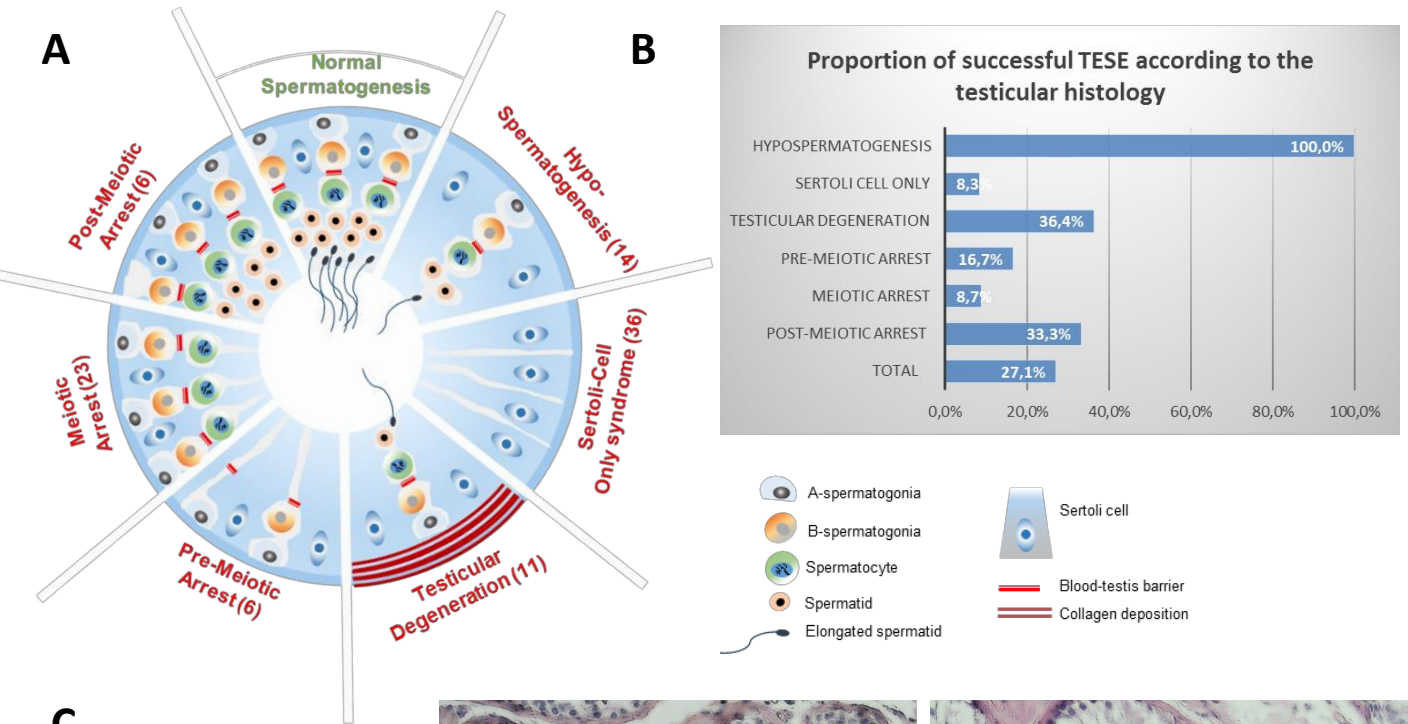 A
Normal
Spermatogenesis
Hypo-
Spermatogenesis (14)
Sertoli-Cell
Only syndrome (36)
Testicular
Degeneration (11)
Pre-Meiotic
Arrest (6)
Meiotic
Arrest (23)
Post-Meiotic
Arrest (6)
B
Proportion of successful TESE according to the
testicular histology
HYPOSPERMATOGENESIS 100,0%
SERTOLI CELL ONLY 8,3%
TESTICULAR DEGENERATION 36,4%
PRE-MEIOTIC ARREST 16,7%
MEIOTIC ARREST 8,7%
POST-MEIOTIC ARREST 33,3%
TOTAL 27,1%
0,0% 20,0% 40,0% 60,0% 80,0% 100,0%
A-spermatogonia
B-spermatogonia
Spermatocyte
Spermatid
Elongated spermatid
Sertoli cell
Blood-testis barrier
Collagen deposition
C